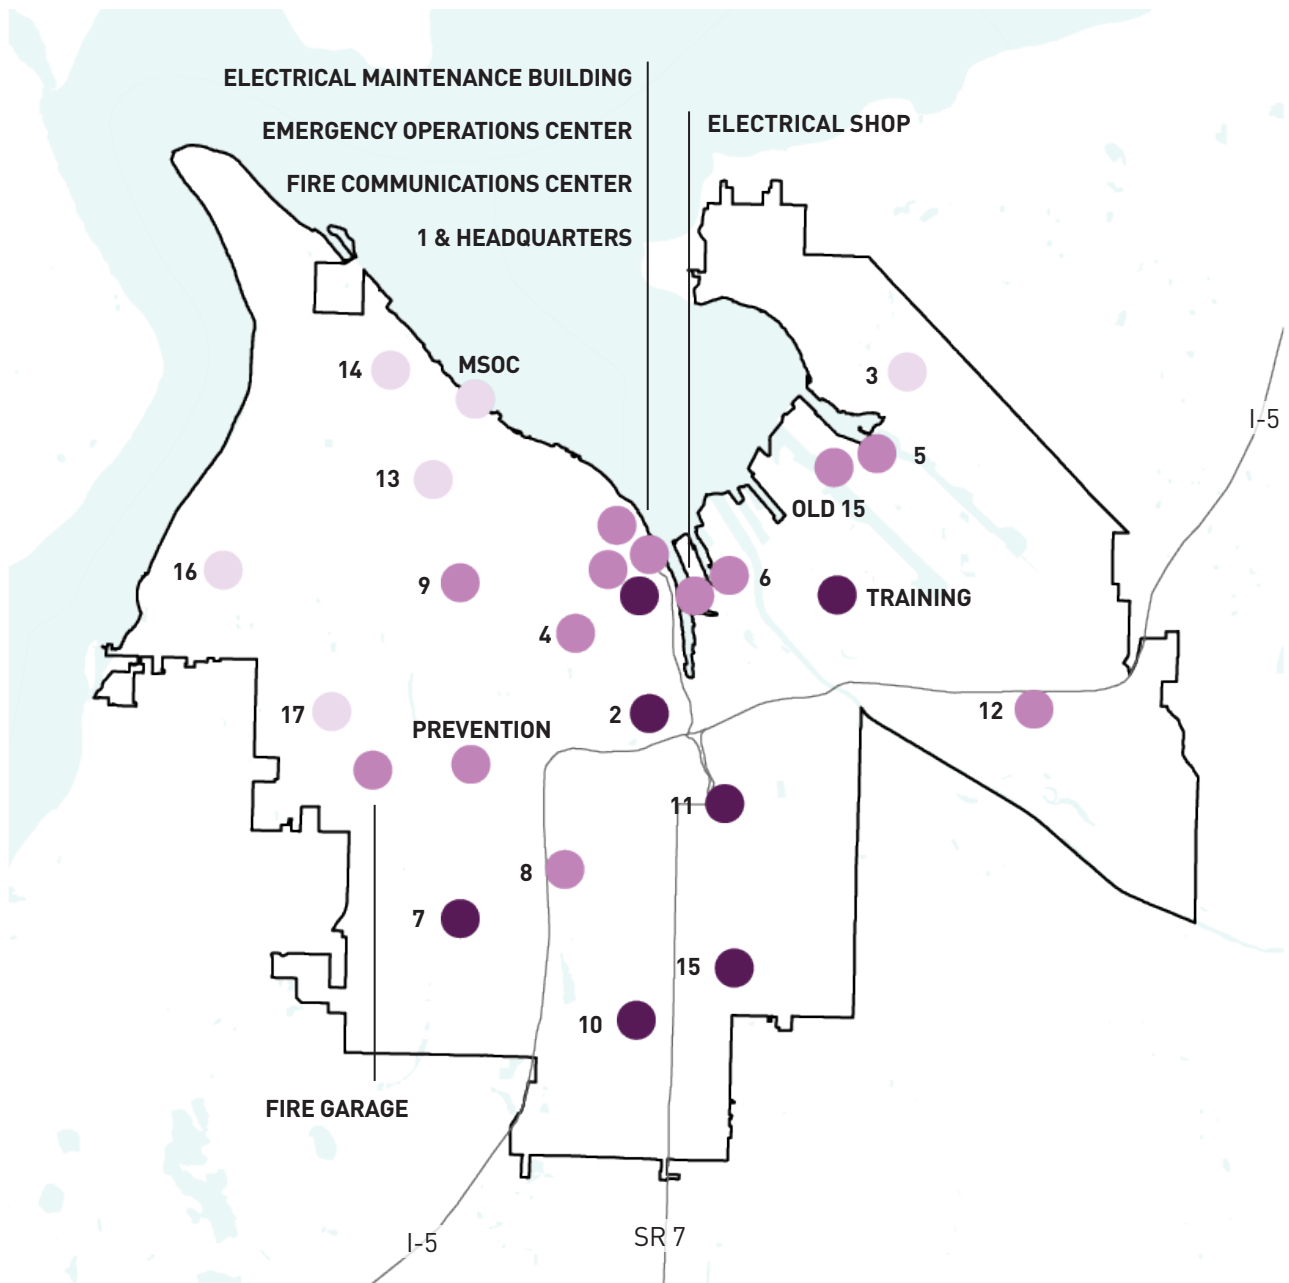 ELECTRICAL MAINTENANCE BUILDING
EMERGENCY OPERATIONS CENTER
ELECTRICAL SHOP
FIRE COMMUNICATIONS CENTER
1 & HEADQUARTERS
14
MSOC
3
I-5
13
5
OLD 15
16
9
6
TRAINING
4
17
2
12
PREVENTION
11
8
7
15
10
FIRE GARAGE
I-5
SR 7